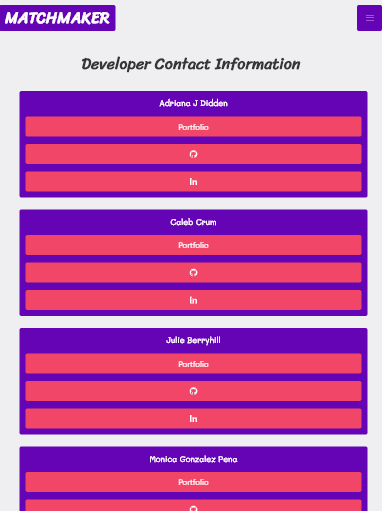 MATCHMAKER
Developer Contact Information
Adriana J Didden
Portfolio
in
Caleb Crum
Portfolio
in
Julie Berryhill
Portfolio
in
Monica Gonzalez Pena
Portfolio